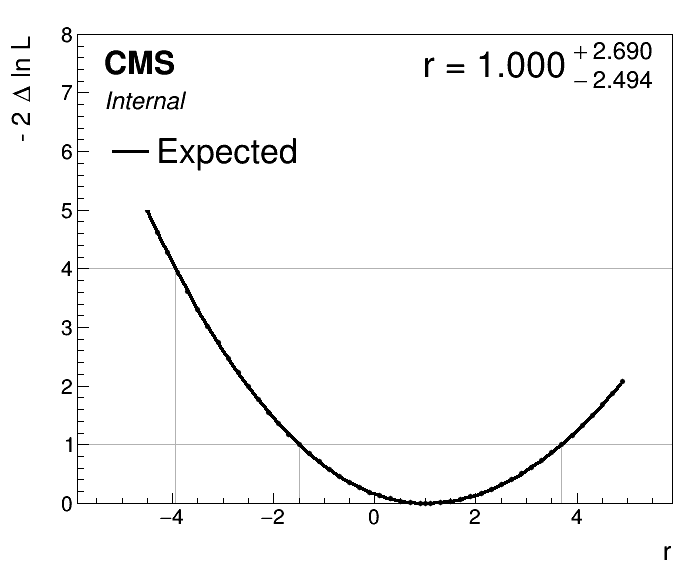 - 2 Δ ln L
8
7
6
5
4
3
2
1
0
CMS
Internal
r = 1.000 +2.690 −2.494
Expected
−4 −2 0 2 4
r